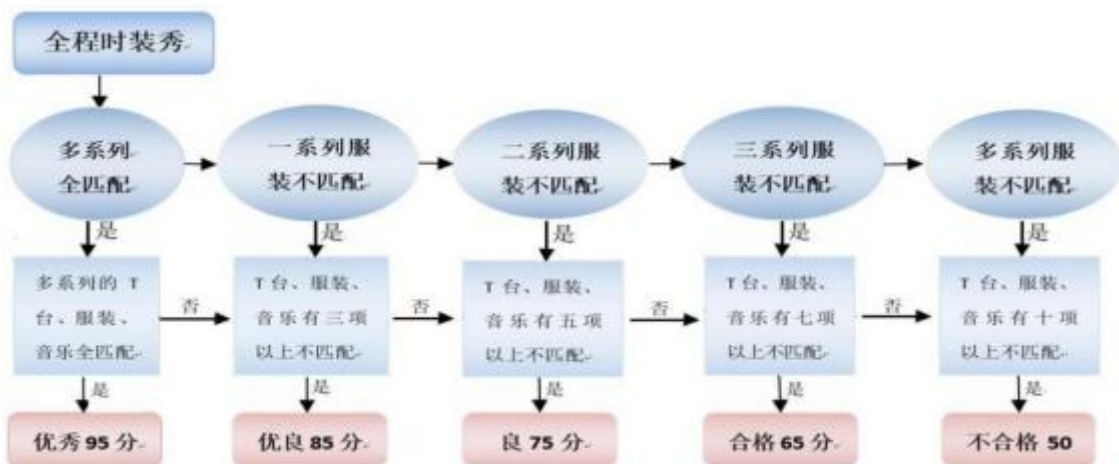 全程时装秀
多系列
全匹配
一系列服
装不匹配
二系列服
装不匹配
三系列服
装不匹配
多系列服
装不匹配
是
是
是
是
是
多系列的 T
台、服装、
音乐全匹配
否
T 台、服装、
音乐有三项
以上不匹配
否
T 台、服装、
音乐有五项
以上不匹配
否
T 台、服装、
音乐有七项
以上不匹配
否
T 台、服装、
音乐有十项
以上不匹配
是
是
是
是
是
优秀 95 分
优良 85 分
良 75 分
合格 65 分
不合格 50